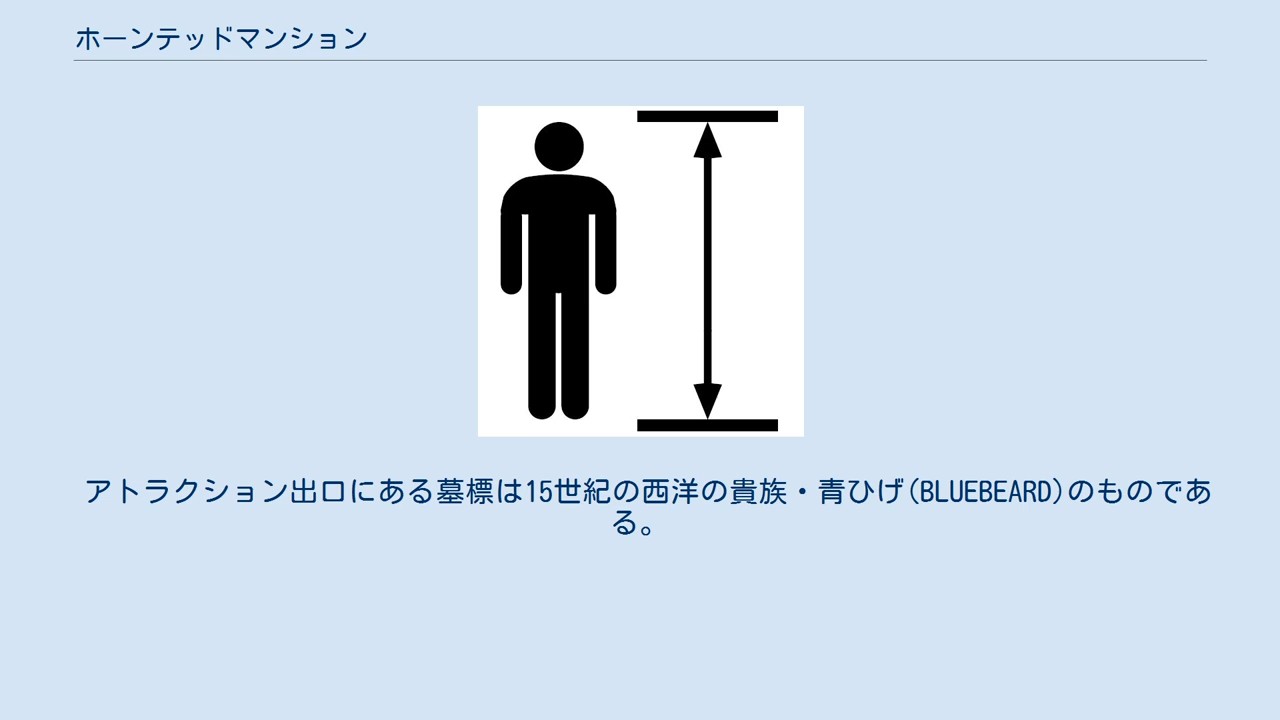 ホーンテッドマンション
アトラクション出口にある墓標は15世紀の西洋の貴族・青ひげ(BLUEBEARD)のものであ
る。